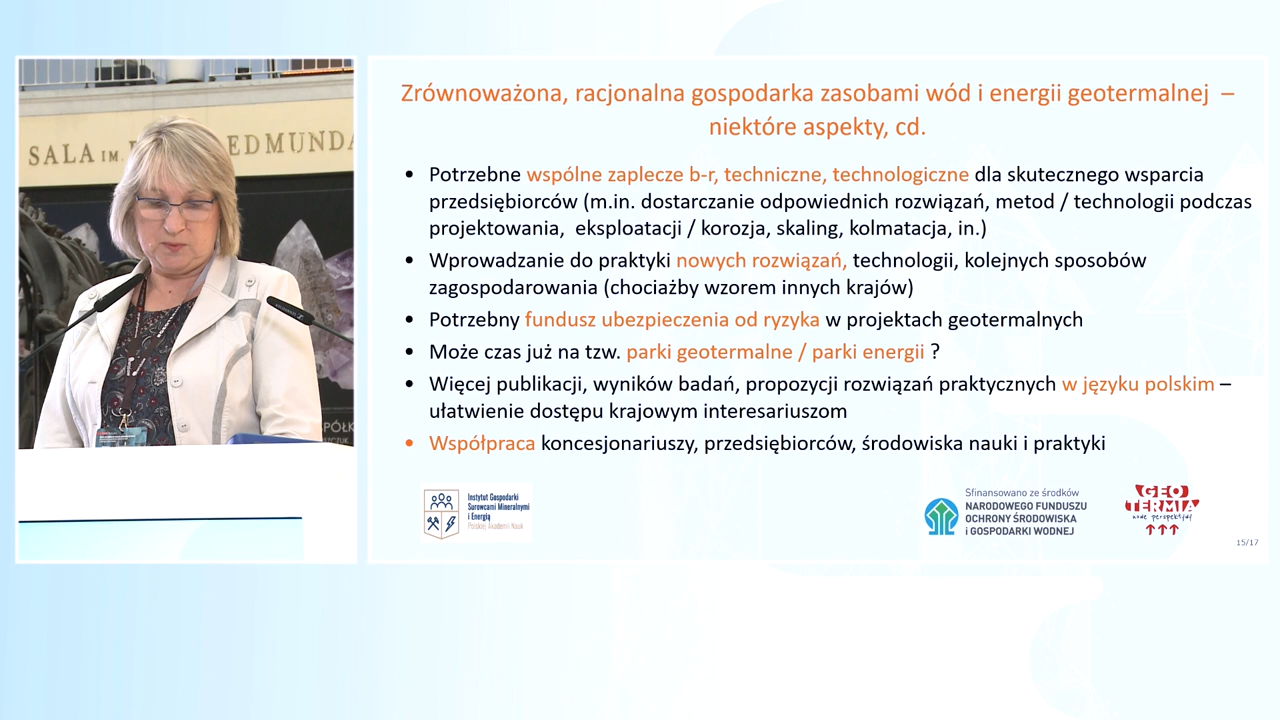 SALA IM. EDMUNDA
Zrównoważona, racjonalna gospodarka zasobami wód i energii geotermalnej –
niektóre aspekty, cd.
• Potrzebne wspólne zaplecze b-r, techniczne, technologiczne dla skutecznego wsparcia
przedsiębiorców (m.in. dostarczanie odpowiednich rozwiązań, metod / technologii podczas
projektowania, eksploatacji / korozja, skaling, kolmatacja, in.)
• Wprowadzanie do praktyki nowych rozwiązań, technologii, kolejnych sposobów
zagospodarowania (chociażby wzorem innych krajów)
• Potrzebny fundusz ubezpieczenia od ryzyka w projektach geotermalnych
• Może czas już na tzw. parki geotermalne / parki energii ?
• Więcej publikacji, wyników badań, propozycji rozwiązań praktycznych w języku polskim –
ułatwienie dostępu krajowym interesariuszom
• Współpraca koncesjonariuszy, przedsiębiorców, środowiska nauki i praktyki
Instytut Gospodarki
Surowcami Mineralnymi
i Energią
Polskiej Akademii Nauk
Sfinansowano ze środków
NARODOWEGO FUNDUSZU
OCHRONY ŚRODOWISKA
i GOSPODARKI WODNEJ
GEO
TERMIA
nowe perspektywy
15/17